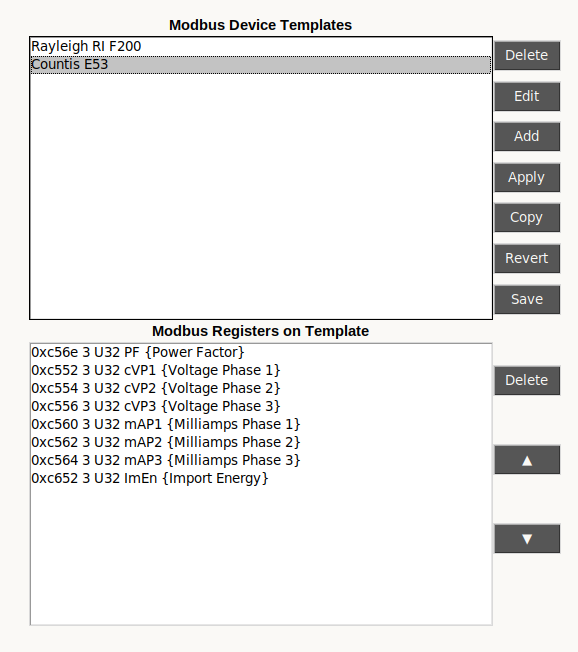 Modbus Device Templates
Rayleigh RI F200
Countis E53
Delete
Edit
Add
Apply
Copy
Revert
Save
Modbus Registers on Template
0xc56e 3 U32 PF {Power Factor}
0xc552 3 U32 cVP1 {Voltage Phase 1}
0xc554 3 U32 cVP2 {Voltage Phase 2}
0xc556 3 U32 cVP3 {Voltage Phase 3}
0xc560 3 U32 mAP1 {Milliamps Phase 1}
0xc562 3 U32 mAP2 {Milliamps Phase 2}
0xc564 3 U32 mAP3 {Milliamps Phase 3}
0xc652 3 U32 ImEn {Import Energy}
Delete
▲
▼